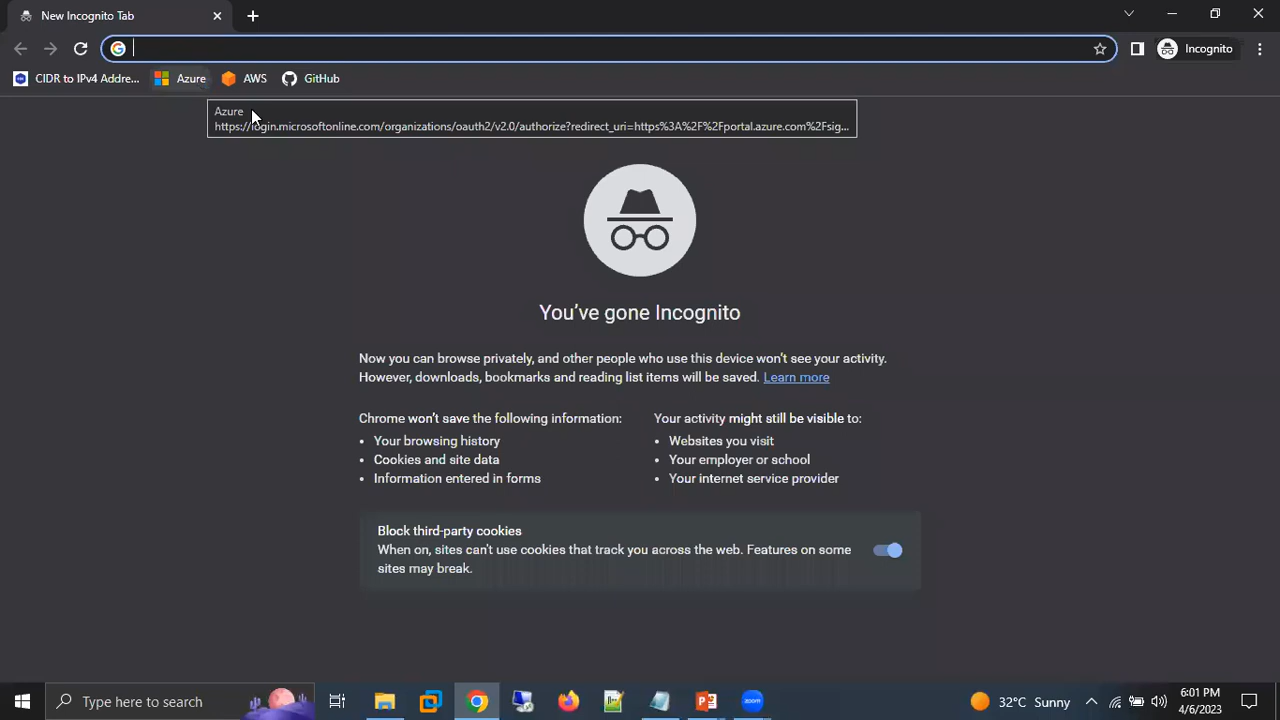 New Incognito Tab
Incognito
CIDR to IPv4 Addre...
Azure
AWS
GitHub
Azure
https://login.microsoftonline.com/organizations/oauth2/v2.0/authorize?redirect_uri=https%3A%2F%2Fportal.azure.com%2Fsig...
You've gone Incognito
Now you can browse privately, and other people who use this device won't see your activity.
However, downloads, bookmarks and reading list items will be saved. Learn more
Chrome won't save the following information:
• Your browsing history
• Cookies and site data
• Information entered in forms
Your activity might still be visible to:
• Websites you visit
• Your employer or school
• Your internet service provider
Block third-party cookies
When on, sites can't use cookies that track you across the web. Features on some
sites may break.
Type here to search
zoom
32°C Sunny
6:01 PM
4/6/2023